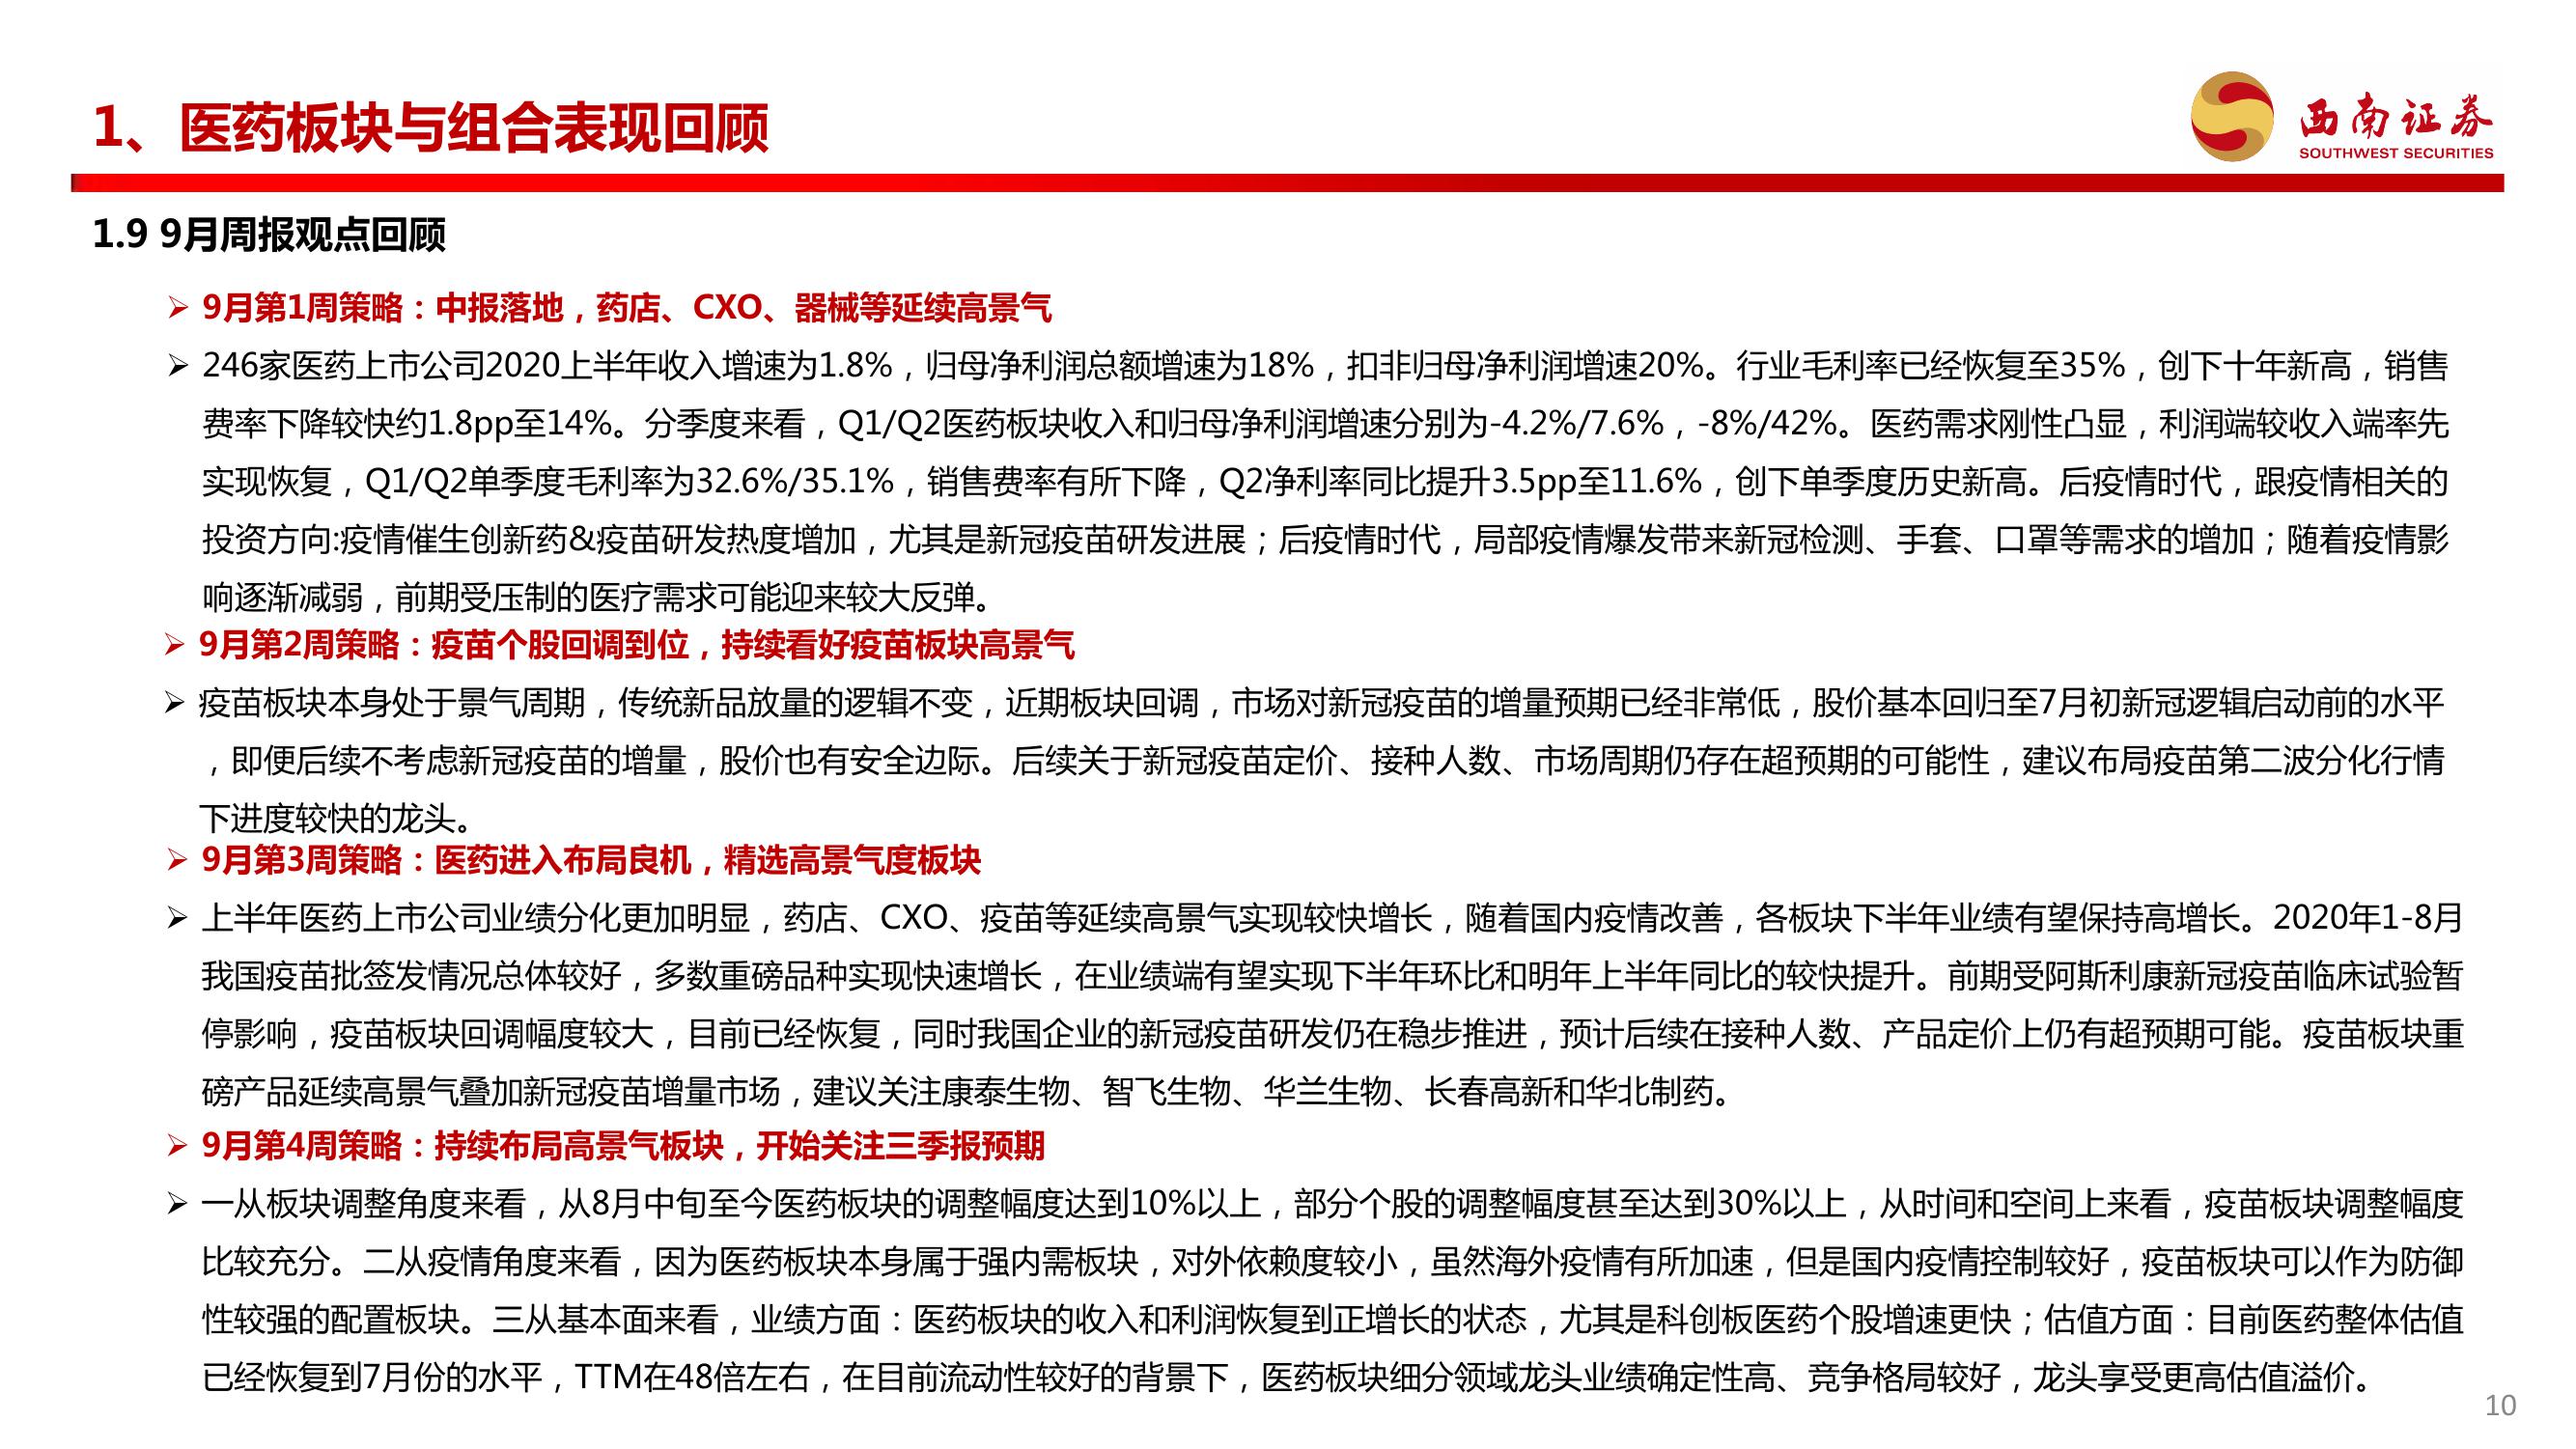 1、医药板块与组合表现回顾
西南证券
SOUTHWEST SECURITIES
1.9 9月周报观点回顾
➢ 9月第1周策略：中报落地，药店、CXO、器械等延续高景气
➢ 246家医药上市公司2020上半年收入增速为1.8%，归母净利润总额增速为18%，扣非归母净利润增速20%。行业毛利率已经恢复至35%，创下十年新高，销售
费率下降较快约1.8pp至14%。分季度来看，Q1/Q2医药板块收入和归母净利润增速分别为-4.2%/7.6%，-8%/42%。医药需求刚性凸显，利润端较收入端率先
实现恢复，Q1/Q2单季度毛利率为32.6%/35.1%，销售费率有所下降，Q2净利率同比提升3.5pp至11.6%，创下单季度历史新高。后疫情时代，跟疫情相关的
投资方向:疫情催生创新药&疫苗研发热度增加，尤其是新冠疫苗研发进展；后疫情时代，局部疫情爆发带来新冠检测、手套、口罩等需求的增加；随着疫情影
响逐渐减弱，前期受压制的医疗需求可能迎来较大反弹。
➢ 9月第2周策略：疫苗个股回调到位，持续看好疫苗板块高景气
➢ 疫苗板块本身处于景气周期，传统新品放量的逻辑不变，近期板块回调，市场对新冠疫苗的增量预期已经非常低，股价基本回归至7月初新冠逻辑启动前的水平
，即便后续不考虑新冠疫苗的增量，股价也有安全边际。后续关于新冠疫苗定价、接种人数、市场周期仍存在超预期的可能性，建议布局疫苗第二波分化行情
下进度较快的龙头。
➢ 9月第3周策略：医药进入布局良机，精选高景气度板块
➢ 上半年医药上市公司业绩分化更加明显，药店、CXO、疫苗等延续高景气实现较快增长，随着国内疫情改善，各板块下半年业绩有望保持高增长。2020年1-8月
我国疫苗批签发情况总体较好，多数重磅品种实现快速增长，在业绩端有望实现下半年环比和明年上半年同比的较快提升。前期受阿斯利康新冠疫苗临床试验暂
停影响，疫苗板块回调幅度较大，目前已经恢复，同时我国企业的新冠疫苗研发仍在稳步推进，预计后续在接种人数、产品定价上仍有超预期可能。疫苗板块重
磅产品延续高景气叠加新冠疫苗增量市场，建议关注康泰生物、智飞生物、华兰生物、长春高新和华北制药。
➢ 9月第4周策略：持续布局高景气板块，开始关注三季报预期
➢ 一从板块调整角度来看，从8月中旬至今医药板块的调整幅度达到10%以上，部分个股的调整幅度甚至达到30%以上，从时间和空间上来看，疫苗板块调整幅度
比较充分。二从疫情角度来看，因为医药板块本身属于强内需板块，对外依赖度较小，虽然海外疫情有所加速，但是国内疫情控制较好，疫苗板块可以作为防御
性较强的配置板块。三从基本面来看，业绩方面：医药板块的收入和利润恢复到正增长的状态，尤其是科创板医药个股增速更快；估值方面：目前医药整体估值
已经恢复到7月份的水平，TTM在48倍左右，在目前流动性较好的背景下，医药板块细分领域龙头业绩确定性高、竞争格局较好，龙头享受更高估值溢价。
10